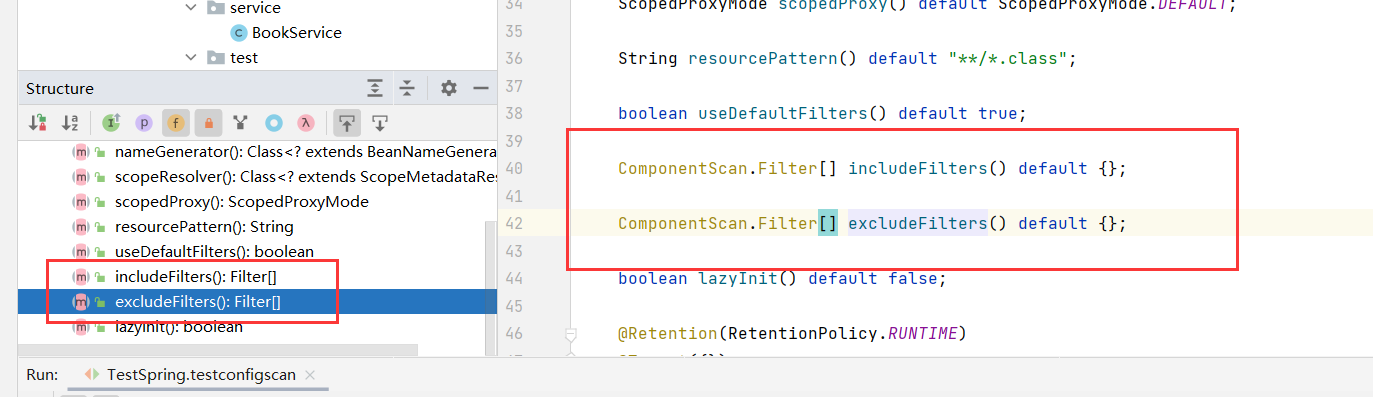 service
BookService
test
Structure
nameGenerator(): Class<? extends BeanNameGenera
scopeResolver(): Class<? extends ScopeMetadataRes
scopedProxy(): ScopedProxyMode
resourcePattern(): String
useDefaultFilters(): boolean
includeFilters(): Filter[]
excludeFilters(): Filter[]
lazyInit(): boolean
34 ScopedProxyMode scopedProxy() default ScopedProxyMode.DEFAULT;
35
36 String resourcePattern() default "**/*.class";
37
38 boolean useDefaultFilters() default true;
39
40 ComponentScan.Filter[] includeFilters() default {};
41
42 ComponentScan.Filter[] excludeFilters() default {};
43
44 boolean lazyInit() default false;
45
46 @Retention(RetentionPolicy.RUNTIME)
Run: TestSpring.testconfigscan